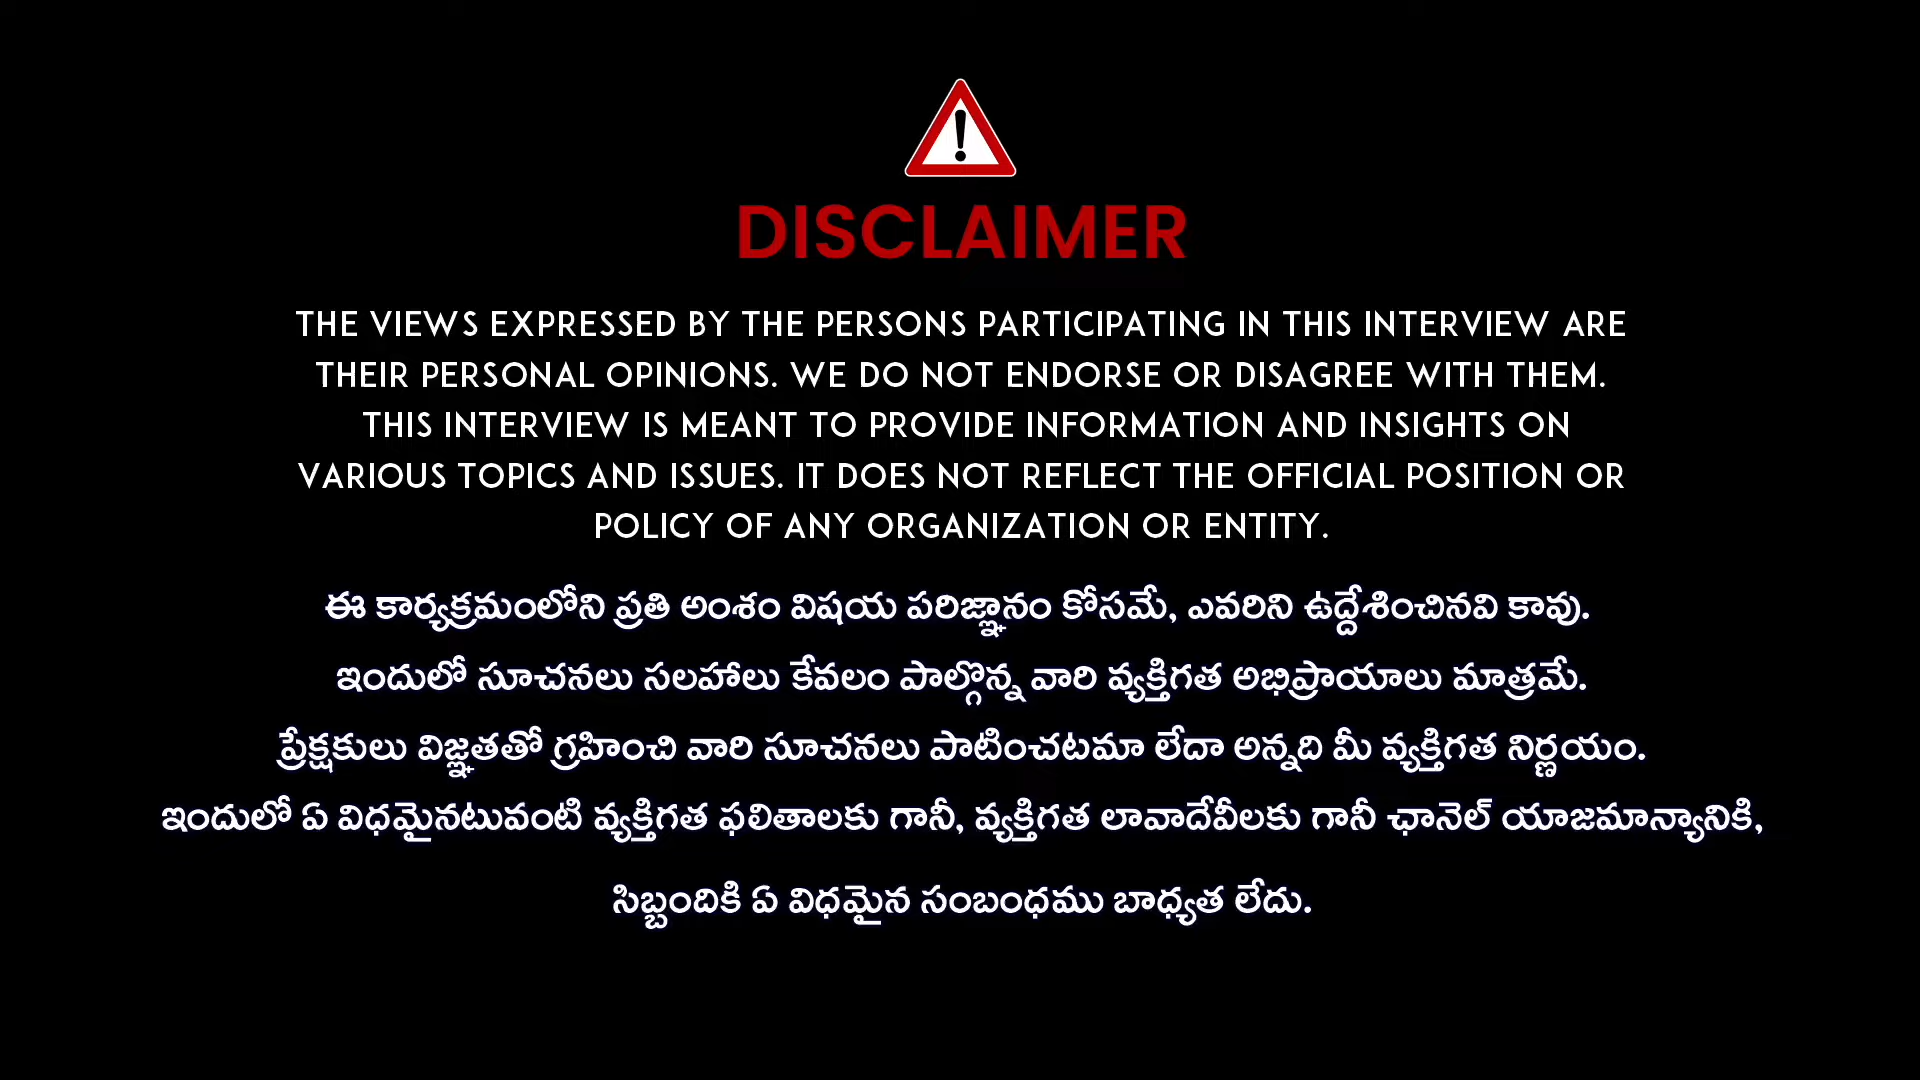 DISCLAIMER
THE VIEWS EXPRESSED BY THE PERSONS PARTICIPATING IN THIS INTERVIEW ARE
THEIR PERSONAL OPINIONS. WE DO NOT ENDORSE OR DISAGREE WITH THEM.
THIS INTERVIEW IS MEANT TO PROVIDE INFORMATION AND INSIGHTS ON
VARIOUS TOPICS AND ISSUES. IT DOES NOT REFLECT THE OFFICIAL POSITION OR
POLICY OF ANY ORGANIZATION OR ENTITY.
ఈ కార్యక్రమంలోని ప్రతి అంశం విషయ పరిజ్ఞానం కోసమే, ఎవరిని ఉద్దేశించినవి కావు.
ఇందులో సూచనలు సలహాలు కేవలం పాల్గొన్న వారి వ్యక్తిగత అభిప్రాయాలు మాత్రమే.
ప్రేక్షకులు విజ్ఞతతో గ్రహించి వారి సూచనలు పాటించటమా లేదా అన్నది మీ వ్యక్తిగత నిర్ణయం.
ఇందులో ఏ విధమైనటువంటి వ్యక్తిగత ఫలితాలకు గానీ, వ్యక్తిగత లావాదేవీలకు గానీ ఛానెల్ యాజమాన్యానికి,
సిబ్బందికి ఏ విధమైన సంబంధము బాధ్యత లేదు.